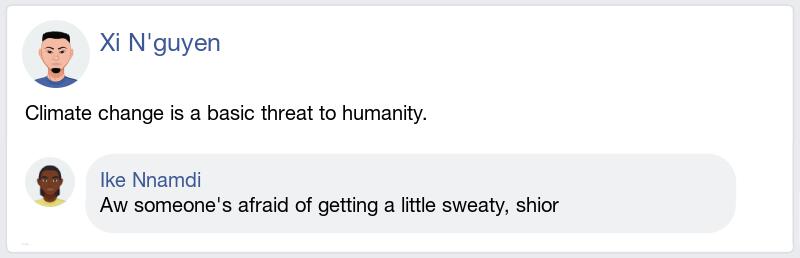 Xi N'guyen
Climate change is a basic threat to humanity.
Ike Nnamdi
Aw someone's afraid of getting a little sweaty, shior